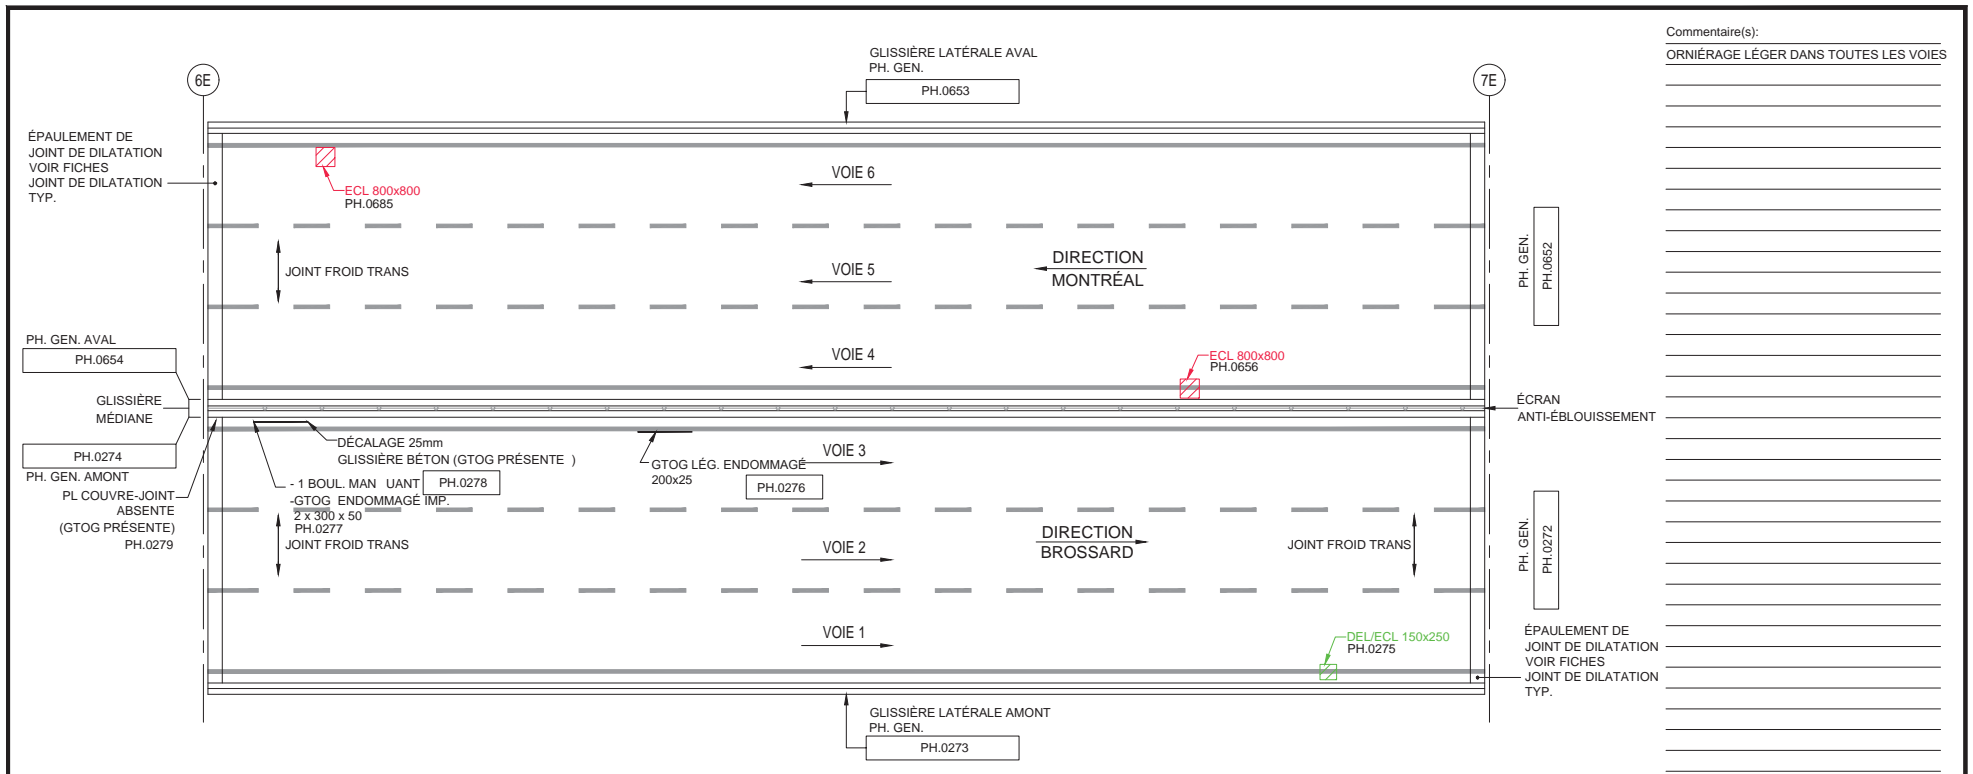 Commentaire(s):
ORNIÉRAGE LÉGER DANS TOUTES LES VOIES
GLISSIÈRE LATÉRALE AVAL
PH. GEN.
PH.0653
6E
7E
ÉPAULEMENT DE
JOINT DE DILATATION
VOIR FICHES
JOINT DE DILATATION
TYP.
VOIE 6
ECL 800x800
PH.0685
JOINT FROID TRANS
VOIE 5
DIRECTION
MONTRÉAL
PH. GEN.
PH.0652
PH. GEN. AVAL
PH.0654
VOIE 4
ECL 800x800
PH.0656
GLISSIÈRE
MÉDIANE
ÉCRAN
ANTI-ÉBLOUISSEMENT
PH.0274
PH. GEN. AMONT
DÉCALAGE 25mm
GLISSIÈRE BÉTON (GTOG PRÉSENTE )
PH.0278
GTOG LÉG. ENDOMMAGÉ
200x25
PH.0276
VOIE 3
PL COUVRE-JOINT
ABSENTE
(GTOG PRÉSENTE)
PH.0279
- 1 BOUL. MAN UANT
-GTOG ENDOMMAGÉ IMP.
2 x 300 x 50
PH.0277
JOINT FROID TRANS
VOIE 2
DIRECTION
BROSSARD
JOINT FROID TRANS
PH. GEN.
PH.0272
VOIE 1
DEL/ECL 150x250
PH.0275
ÉPAULEMENT DE
JOINT DE DILATATION
VOIR FICHES
JOINT DE DILATATION
TYP.
GLISSIÈRE LATÉRALE AMONT
PH. GEN.
PH.0273